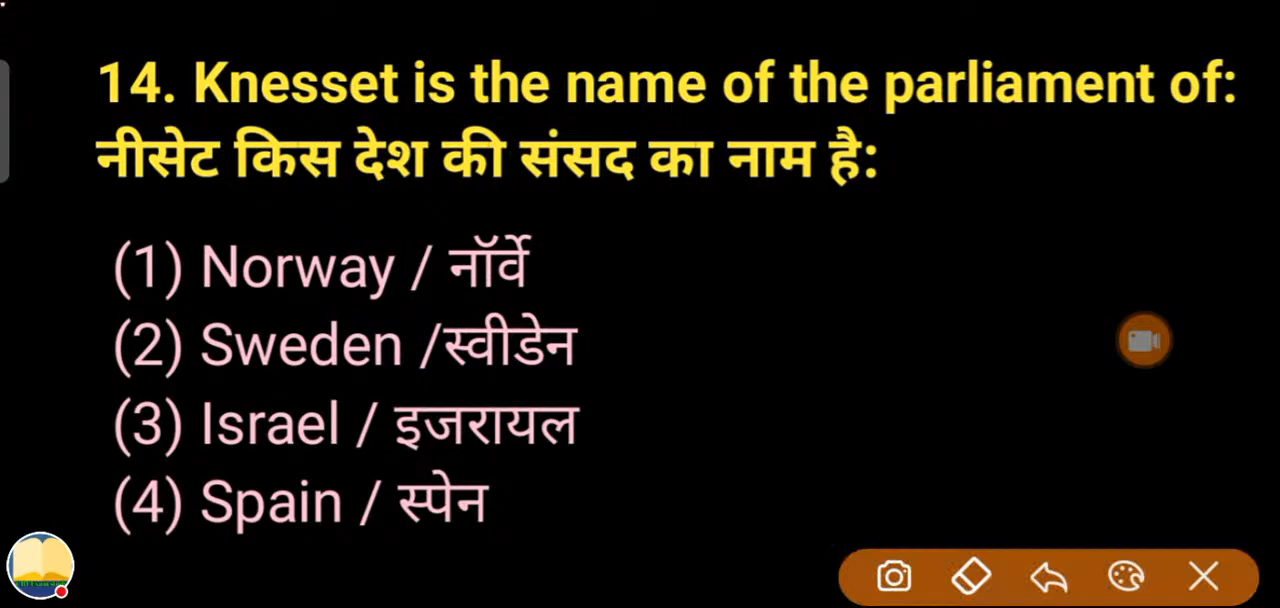 14. Knesset is the name of the parliament of:
नीसेट किस देश की संसद का नाम है:
(1) Norway / नॉर्वे
(2) Sweden /स्वीडेन
(3) Israel / इजरायल
(4) Spain / स्पेन